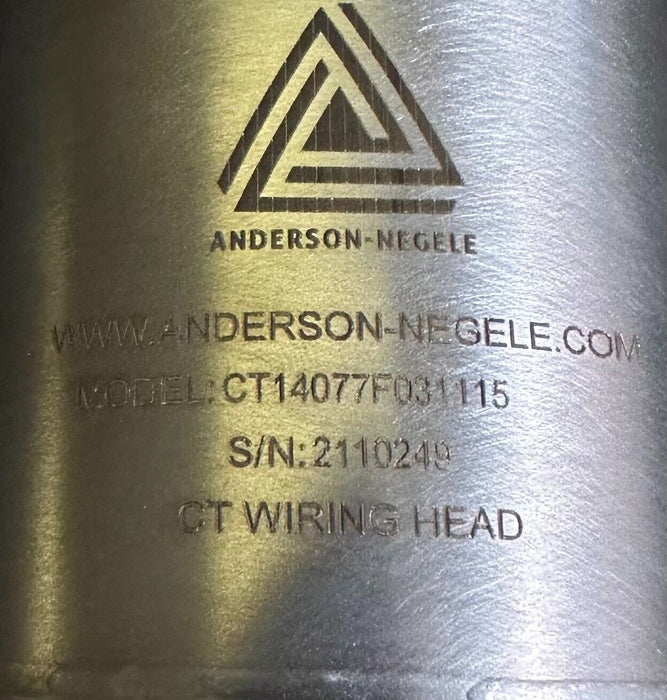 ANDERSON-NEGELE
WWW.ANDERSON-NEGELE.COM
MODEL: CT14077F031115
S/N: 2110249
CT WIRING HEAD